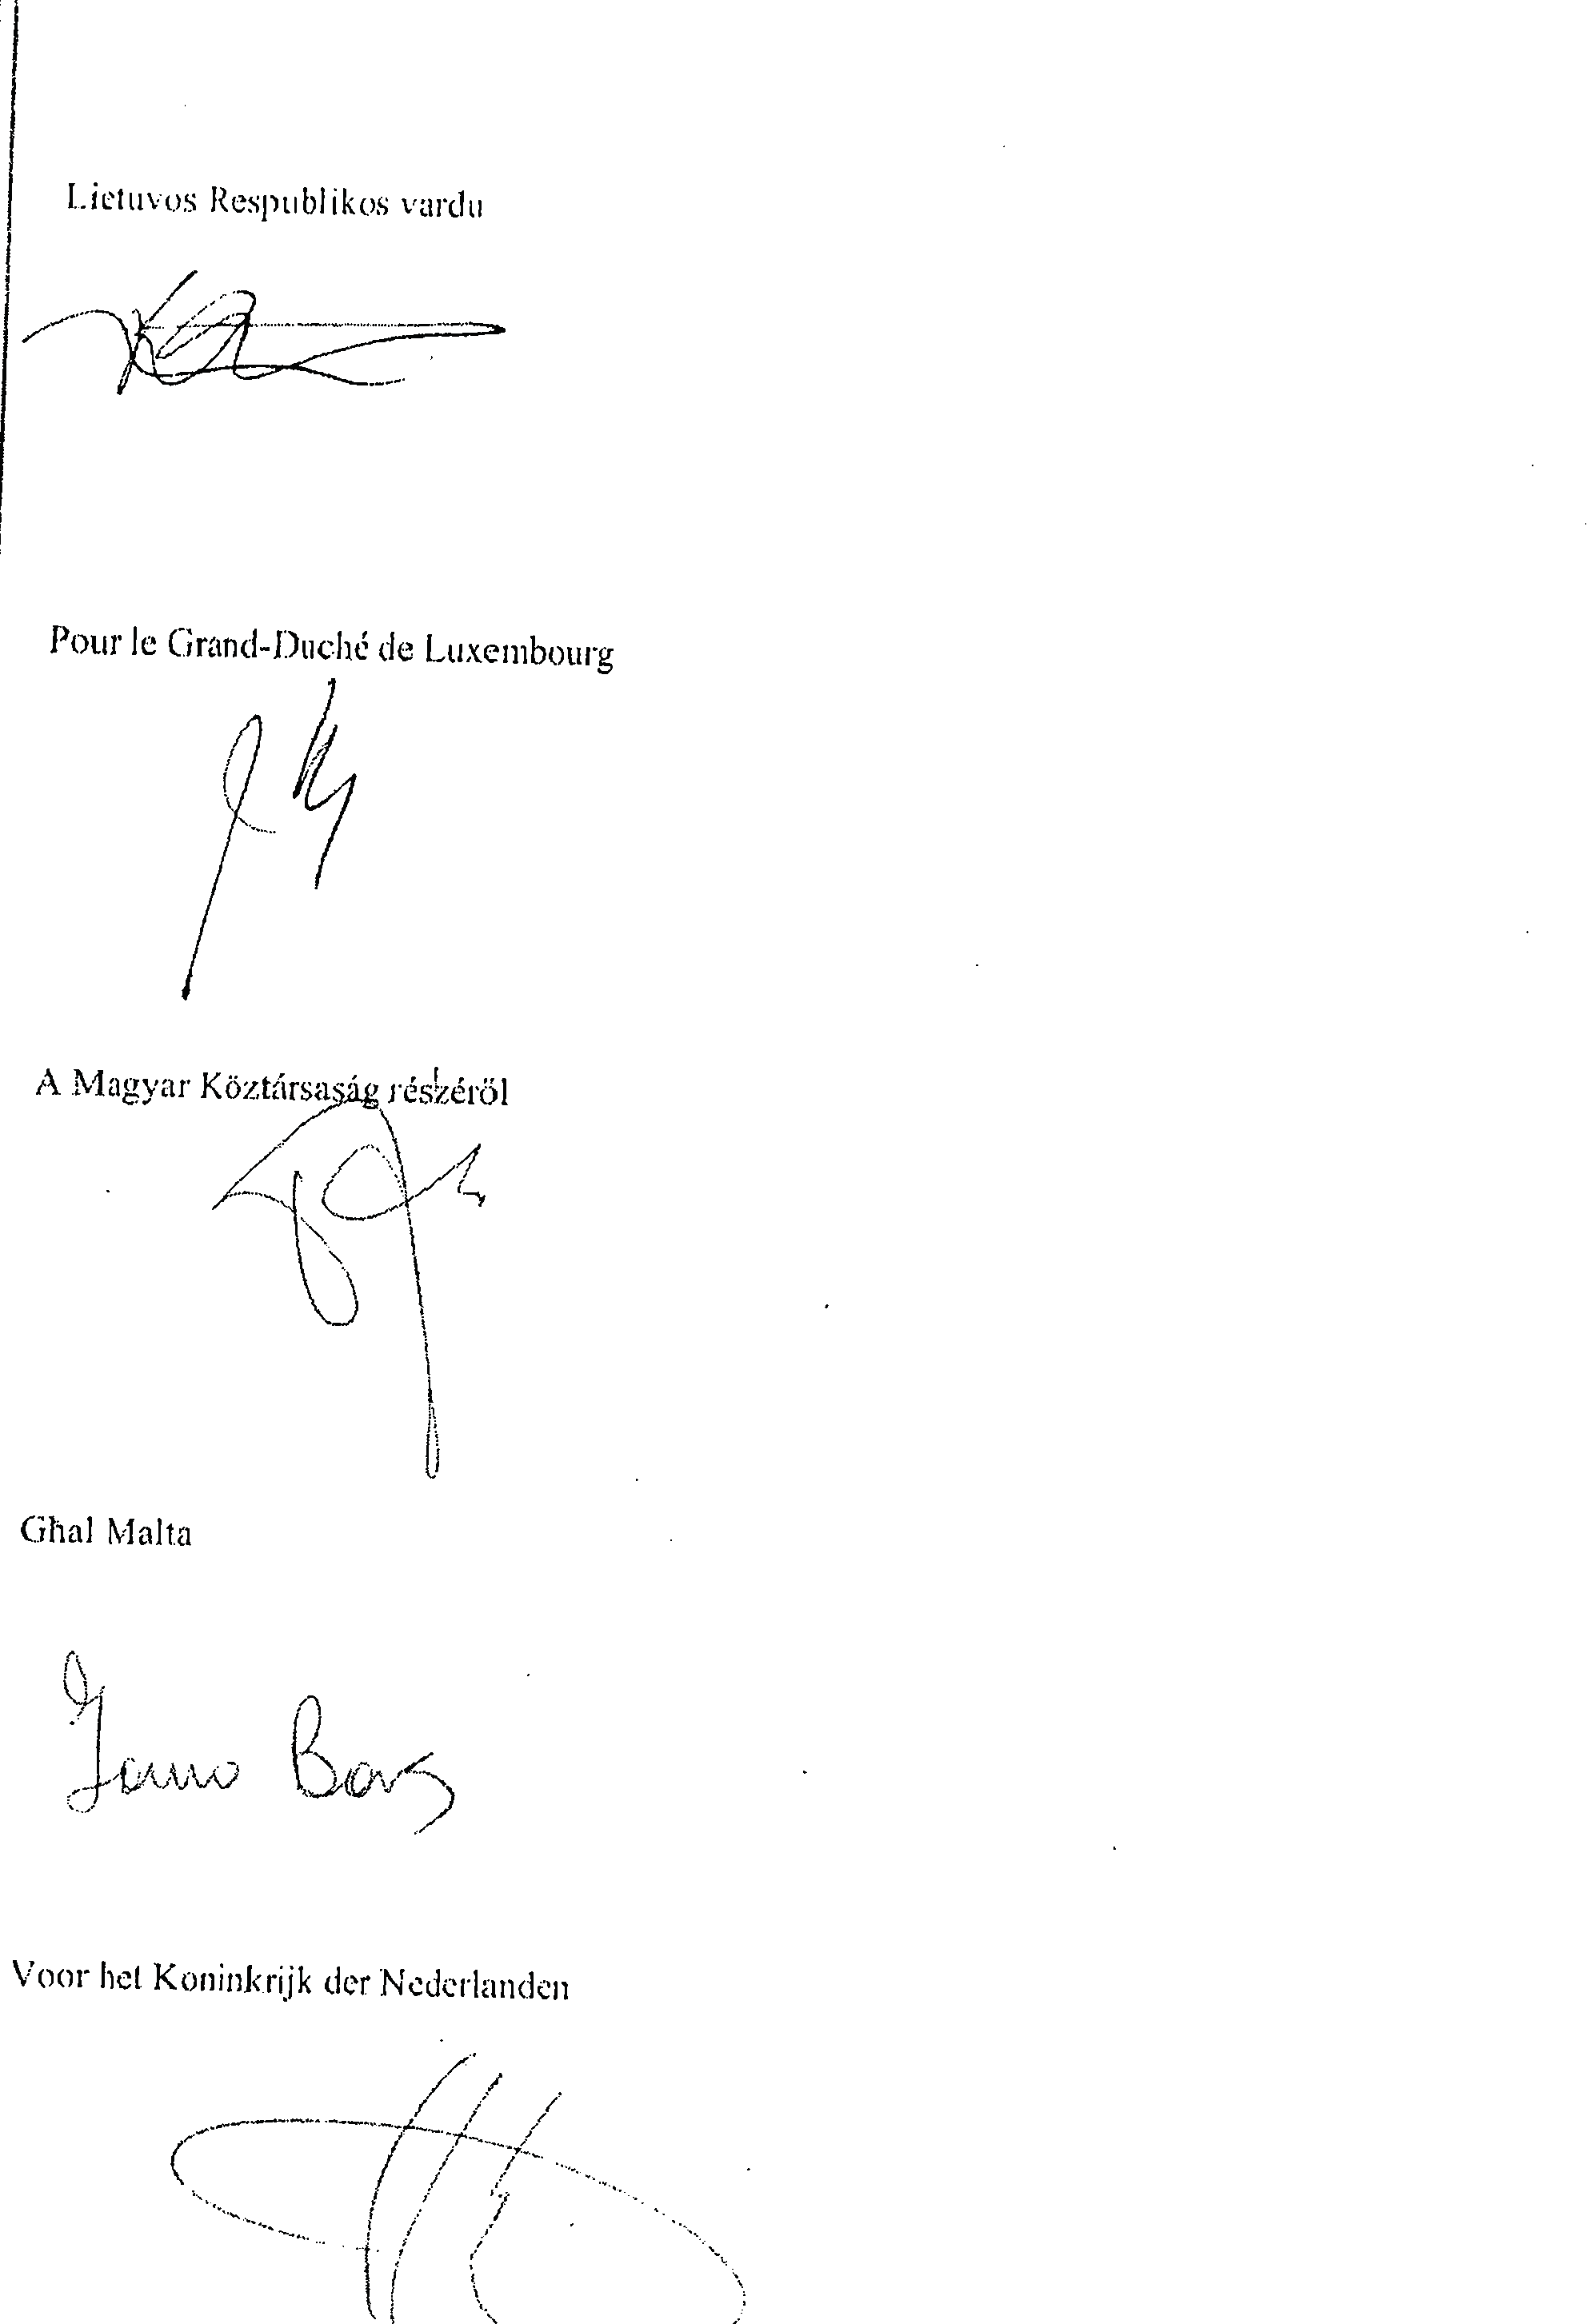 Lietuvos Respublikos vardu
Pour le Grand-Duché de Luxembourg
A Magyar Köztársaság részéről
Għal Malta
Voor het Koninkrijk der Nederlanden